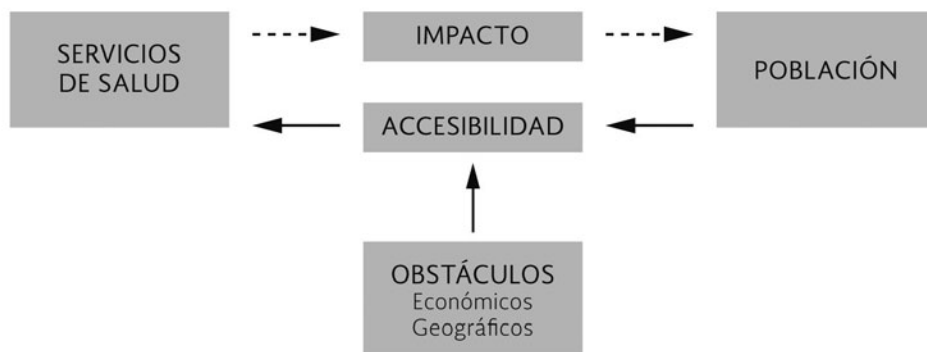 SERVICIOS
DE SALUD
IMPACTO
POBLACIÓN
ACCESIBILIDAD
OBSTÁCULOS
Económicos
Geográficos